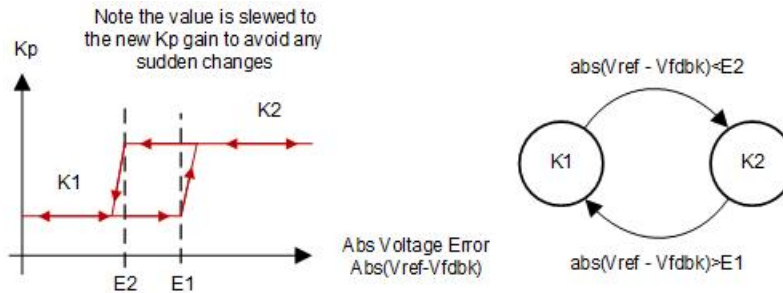 Note the value is slewed to
the new Kp gain to avoid any
sudden changes
Kp
K2
K1
E2
E1
Abs Voltage Error
Abs(Vref-Vfdbk)
abs(Vref - Vfdbk)<E2
K1
K2
abs(Vref - Vfdbk)>E1